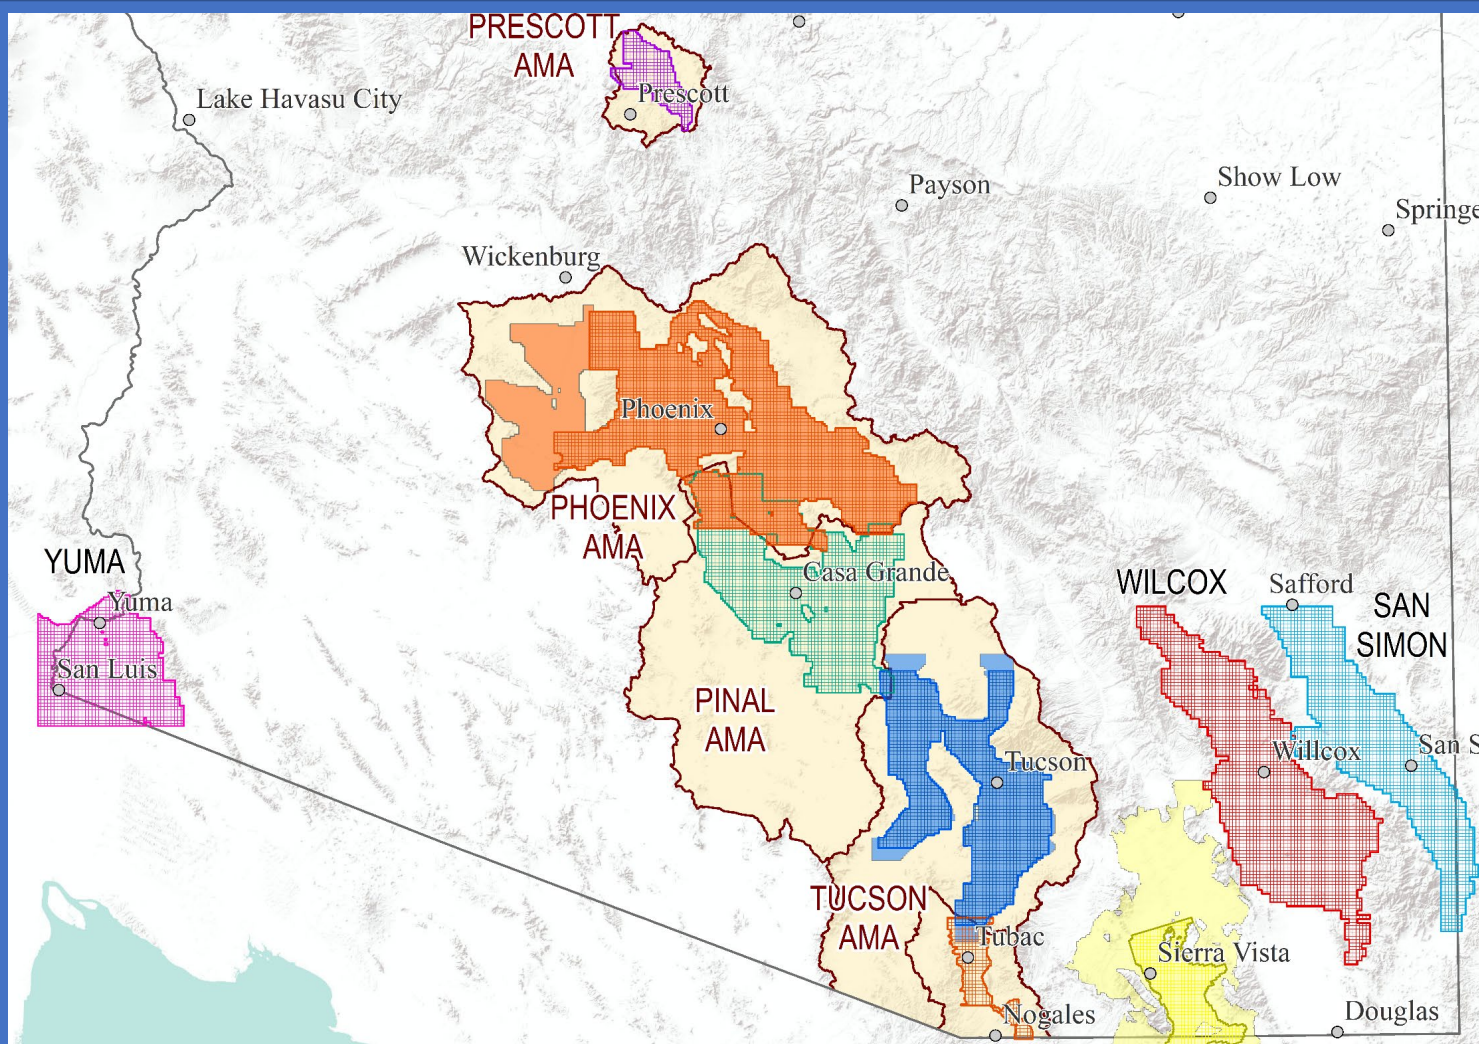 PRESCOTT
AMA
Prescott
Lake Havasu City
Payson
Show Low
Springe
Wickenburg
Phoenix
PHOENIX
AMA
YUMA
Yuma
San Luis
Casa Grande
WILCOX
Safford
SAN
SIMON
PINAL
AMA
Tucson
Willcox
San S
TUCSON
AMA
Tubac
Sierra Vista
Nogales
Douglas